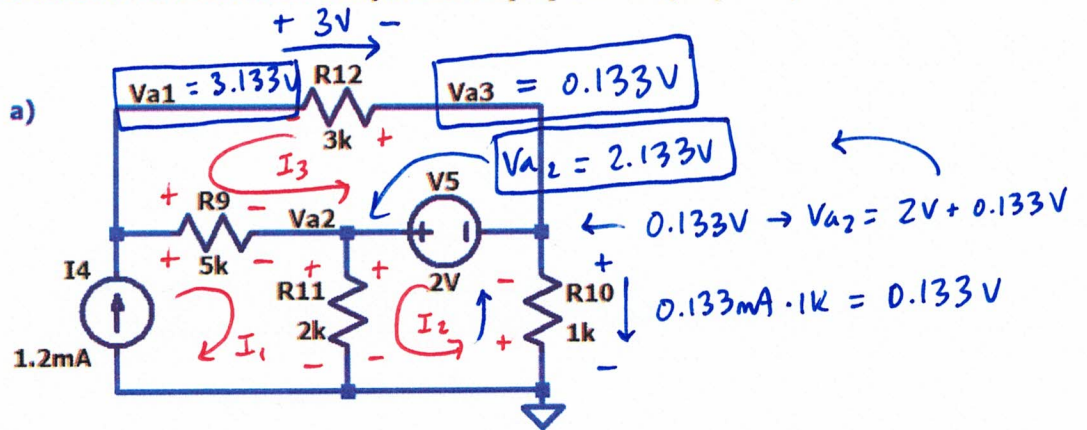 + 3V -
a)
Va1 = 3.133V
R12
3k
- +
Va3 = 0.133V
I3
Va2 = 2.133V
+ R9 -
+ 5k -
Va2
V5
+ -
2V
← 0.133V → Va2 = 2V + 0.133V
I4
1.2mA
I1
+ +
R11
2k
- -
I2
-
+
R10
1k
+
-
0.133mA · 1K = 0.133V